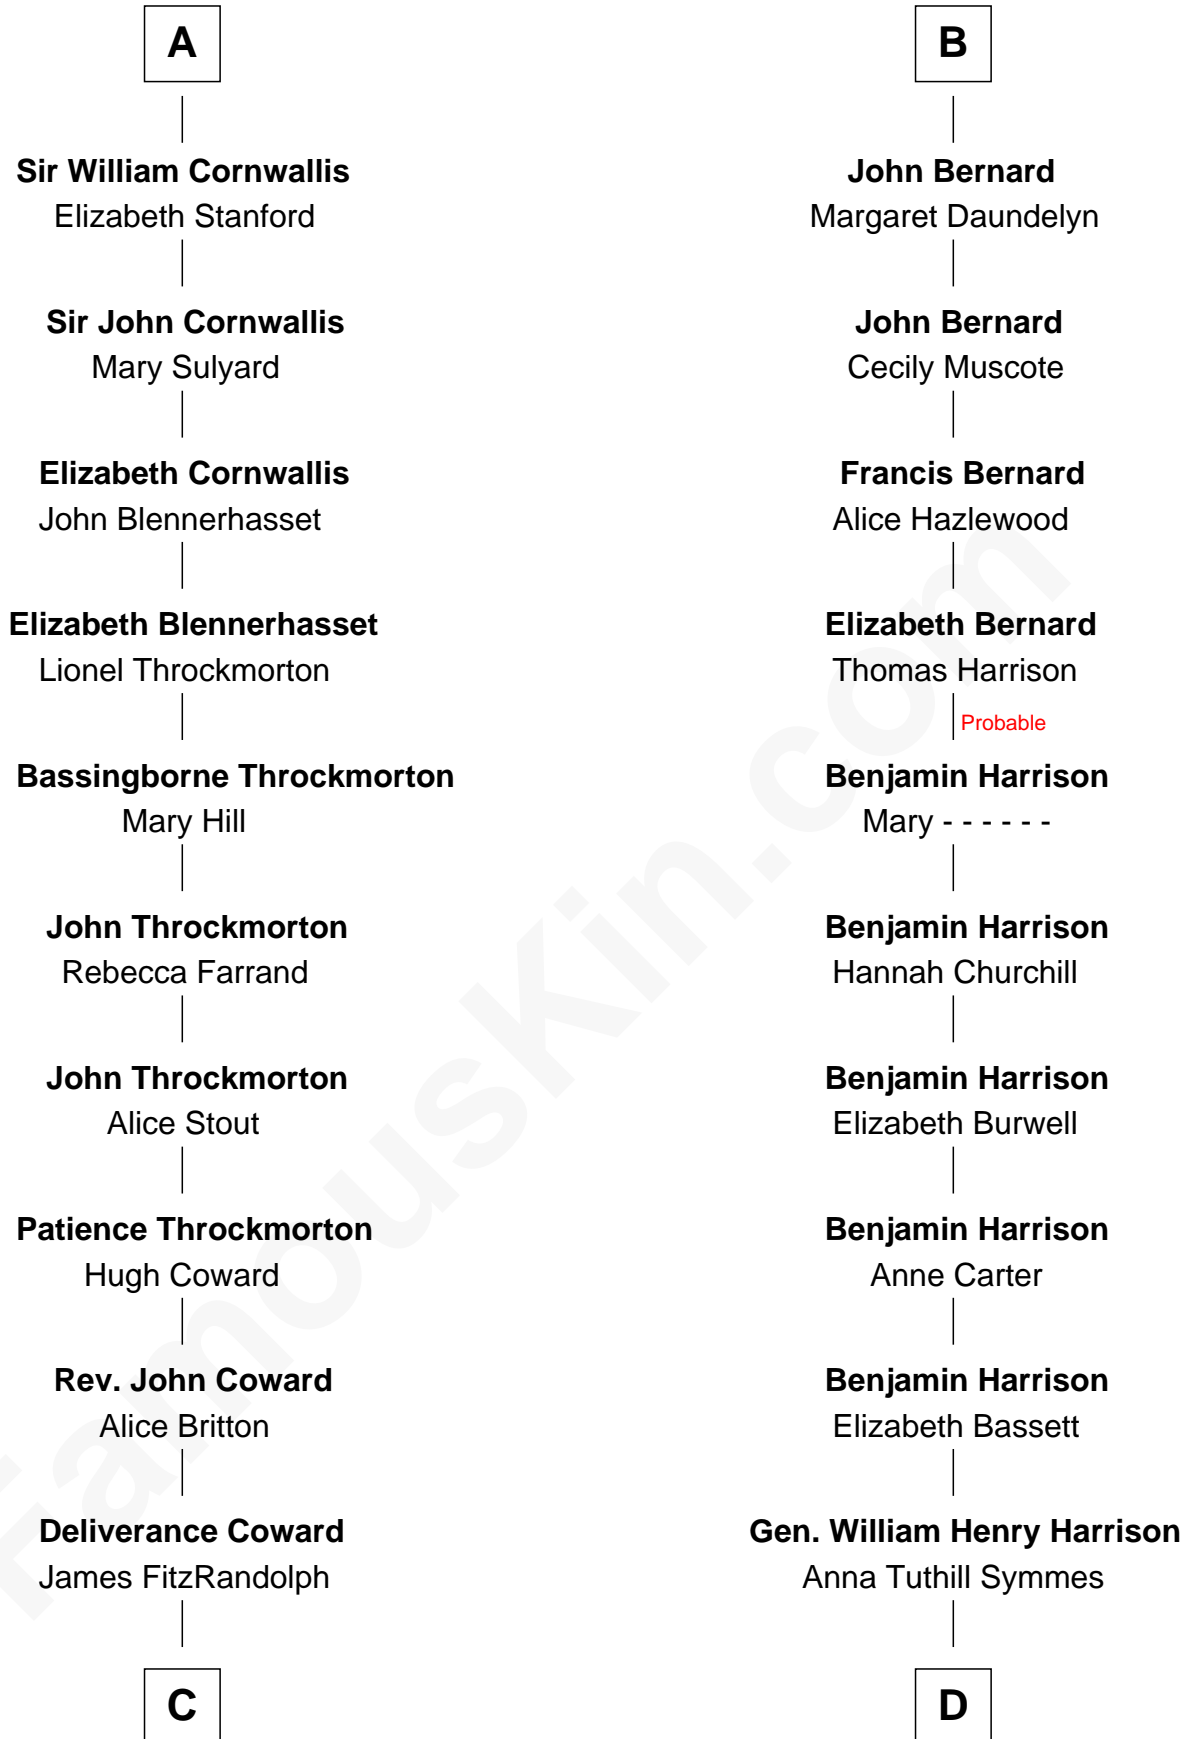 A
Sir William Cornwallis
Elizabeth Stanford
Sir John Cornwallis
Mary Sulyard
Elizabeth Cornwallis
John Blennerhasset
Elizabeth Blennerhasset
Lionel Throckmorton
Bassingborne Throckmorton
Mary Hill
John Throckmorton
Rebecca Farrand
John Throckmorton
Alice Stout
Patience Throckmorton
Hugh Coward
Rev. John Coward
Alice Britton
Deliverance Coward
James FitzRandolph
C
B
John Bernard
Margaret Daundelyn
John Bernard
Cecily Muscote
Francis Bernard
Alice Hazlewood
Elizabeth Bernard
Thomas Harrison
Probable
Benjamin Harrison
Mary - - - - - -
Benjamin Harrison
Hannah Churchill
Benjamin Harrison
Elizabeth Burwell
Benjamin Harrison
Anne Carter
Benjamin Harrison
Elizabeth Bassett
Gen. William Henry Harrison
Anna Tuthill Symmes
D
FamousKin.com